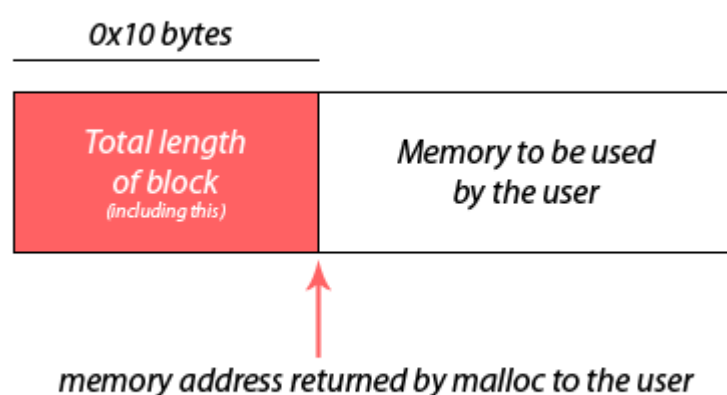 0x10 bytes
Total length
of block
(including this)
Memory to be used
by the user
memory address returned by malloc to the user